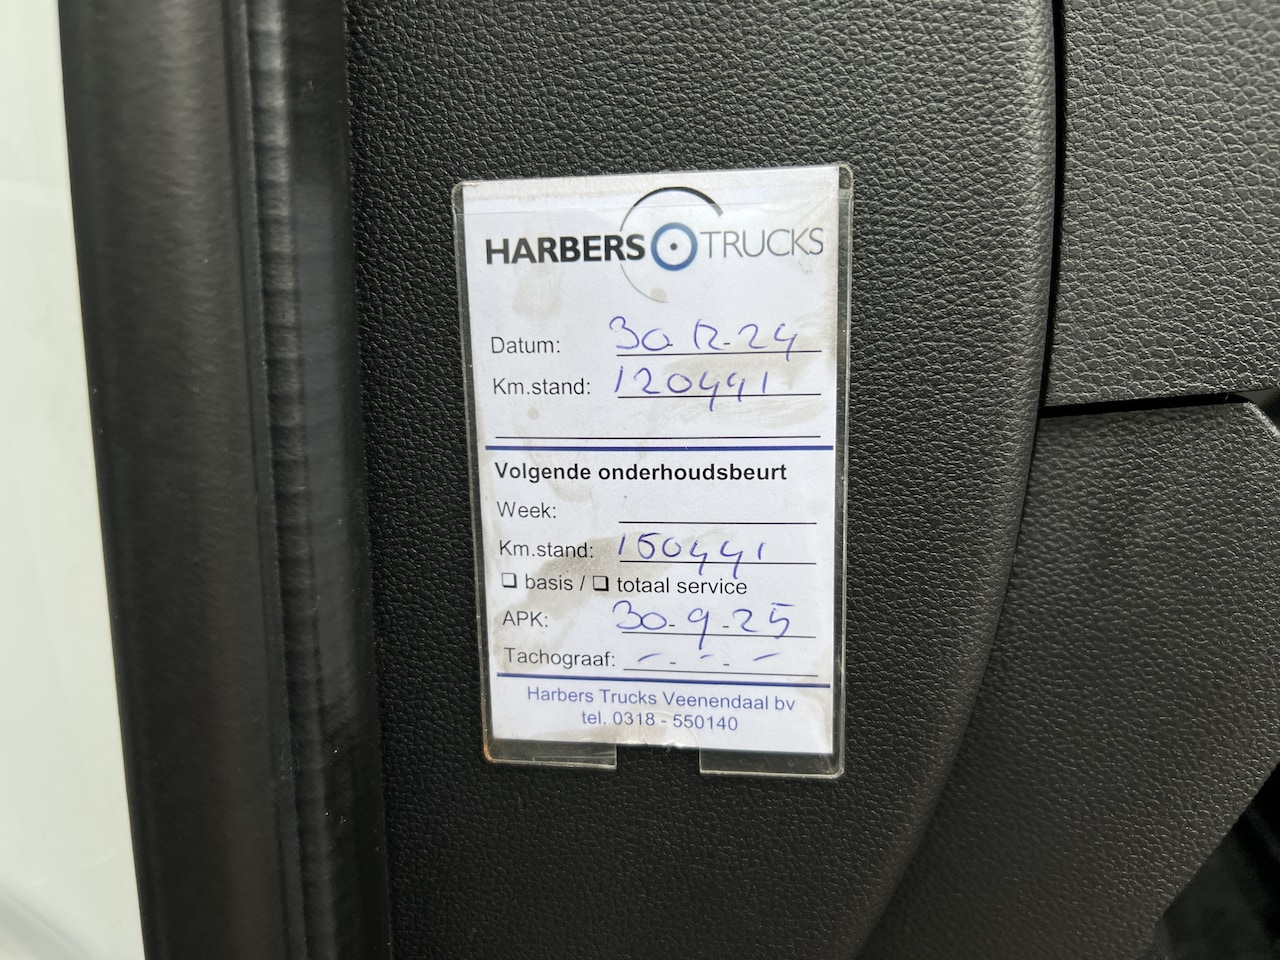 HARBERS TRUCKS
Datum: 30-12-24
Km.stand: 120441
Volgende onderhoudsbeurt
Week:
Km.stand: 150441
❑ basis / ❑ totaal service
APK: 30-9-25
Tachograaf: - - -
Harbers Trucks Veenendaal bv
tel. 0318 - 550140